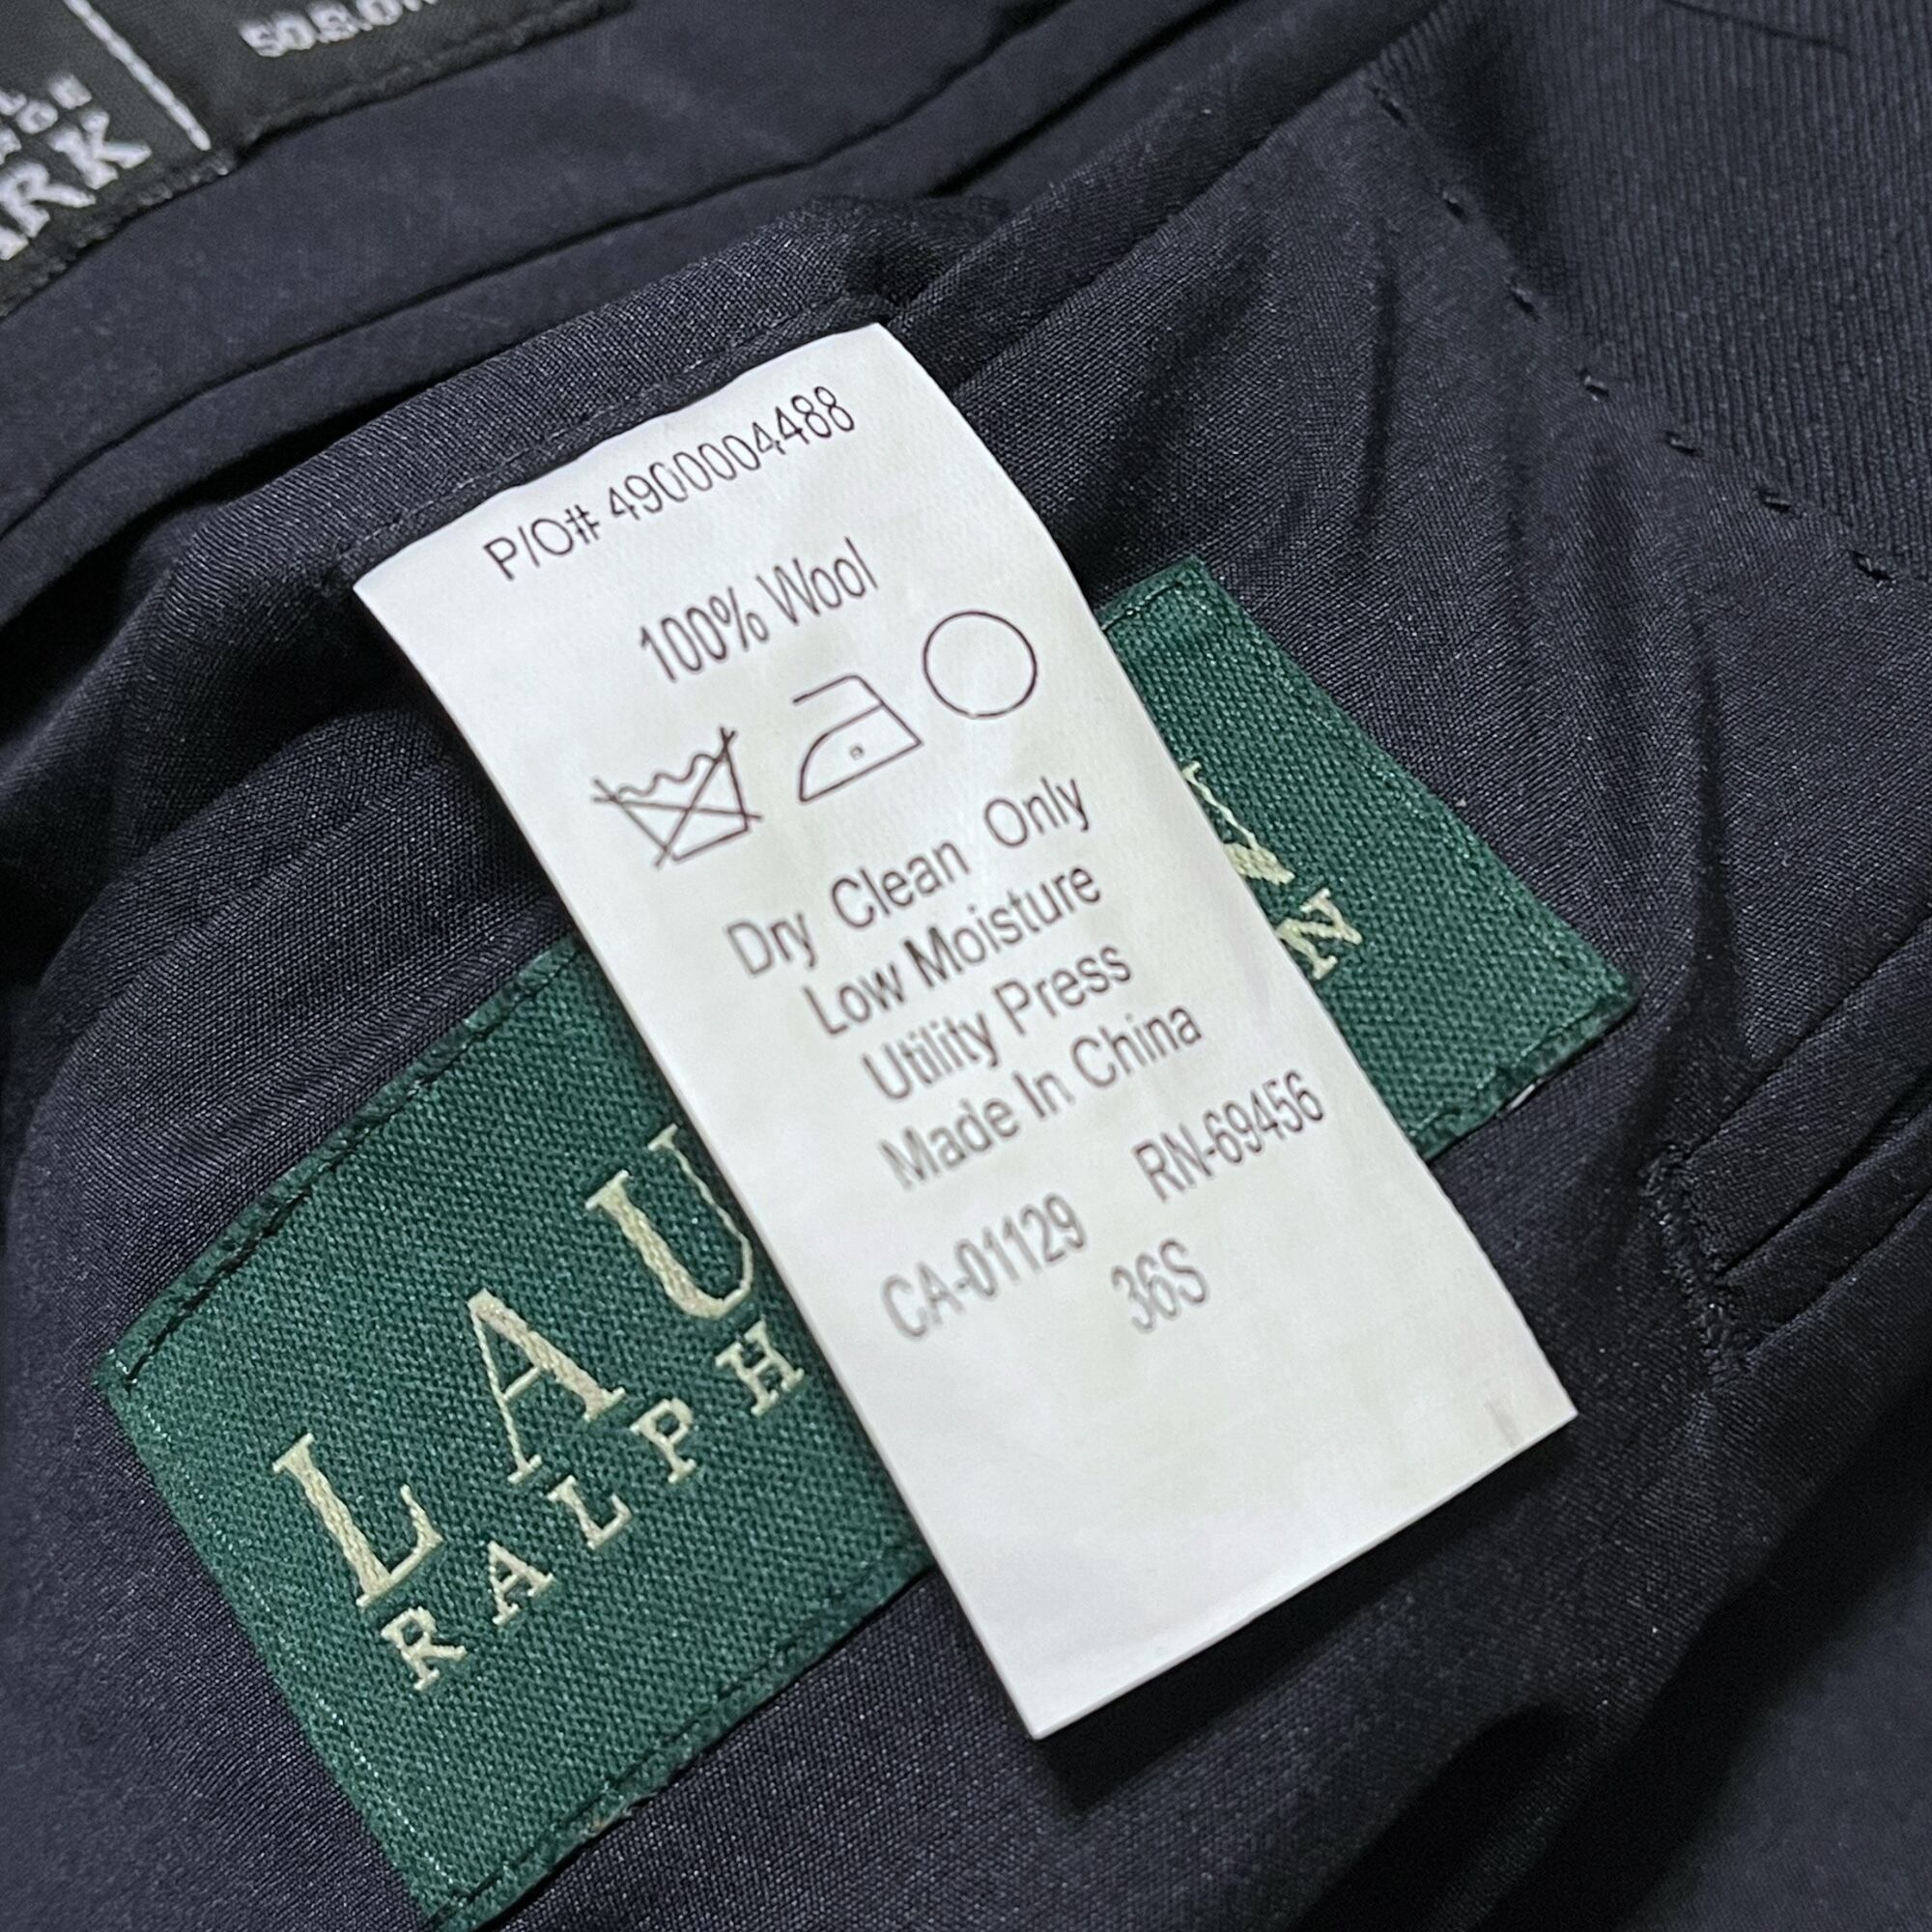 P/O# 4900004488
100% Wool
Dry Clean Only
Low Moisture
Utility Press
Made In China
CA-01129 RN-69456
36S
LAU
RALPH
N